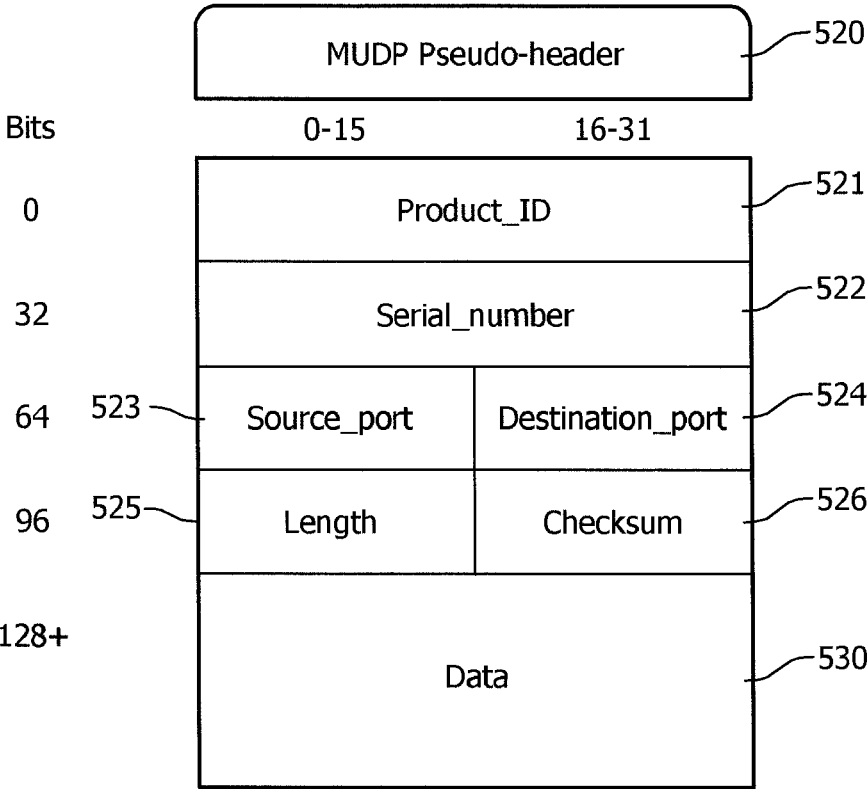 MUDP Pseudo-header 520
Bits 0-15 16-31
0 Product_ID 521
32 Serial_number 522
64 523 Source_port Destination_port 524
96 525 Length Checksum 526
128+ Data 530